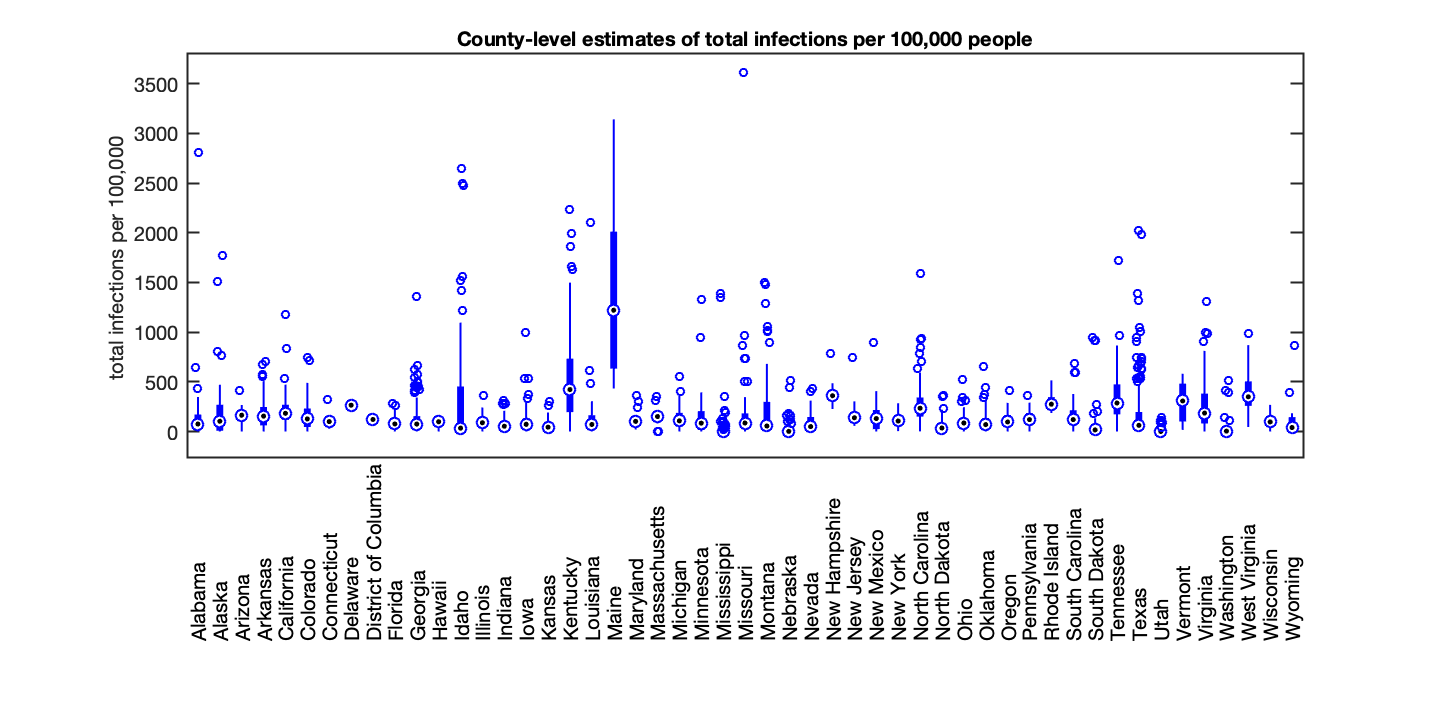 County-level estimates of total infections per 100,000 people
total infections per 100,000
3500
3000
2500
2000
1500
1000
500
0
Alabama
Alaska
Arizona
Arkansas
California
Colorado
Connecticut
Delaware
District of Columbia
Florida
Georgia
Hawaii
Idaho
Illinois
Indiana
Iowa
Kansas
Kentucky
Louisiana
Maine
Maryland
Massachusetts
Michigan
Minnesota
Mississippi
Missouri
Montana
Nebraska
Nevada
New Hampshire
New Jersey
New Mexico
New York
North Carolina
North Dakota
Ohio
Oklahoma
Oregon
Pennsylvania
Rhode Island
South Carolina
South Dakota
Tennessee
Texas
Utah
Vermont
Virginia
Washington
West Virginia
Wisconsin
Wyoming